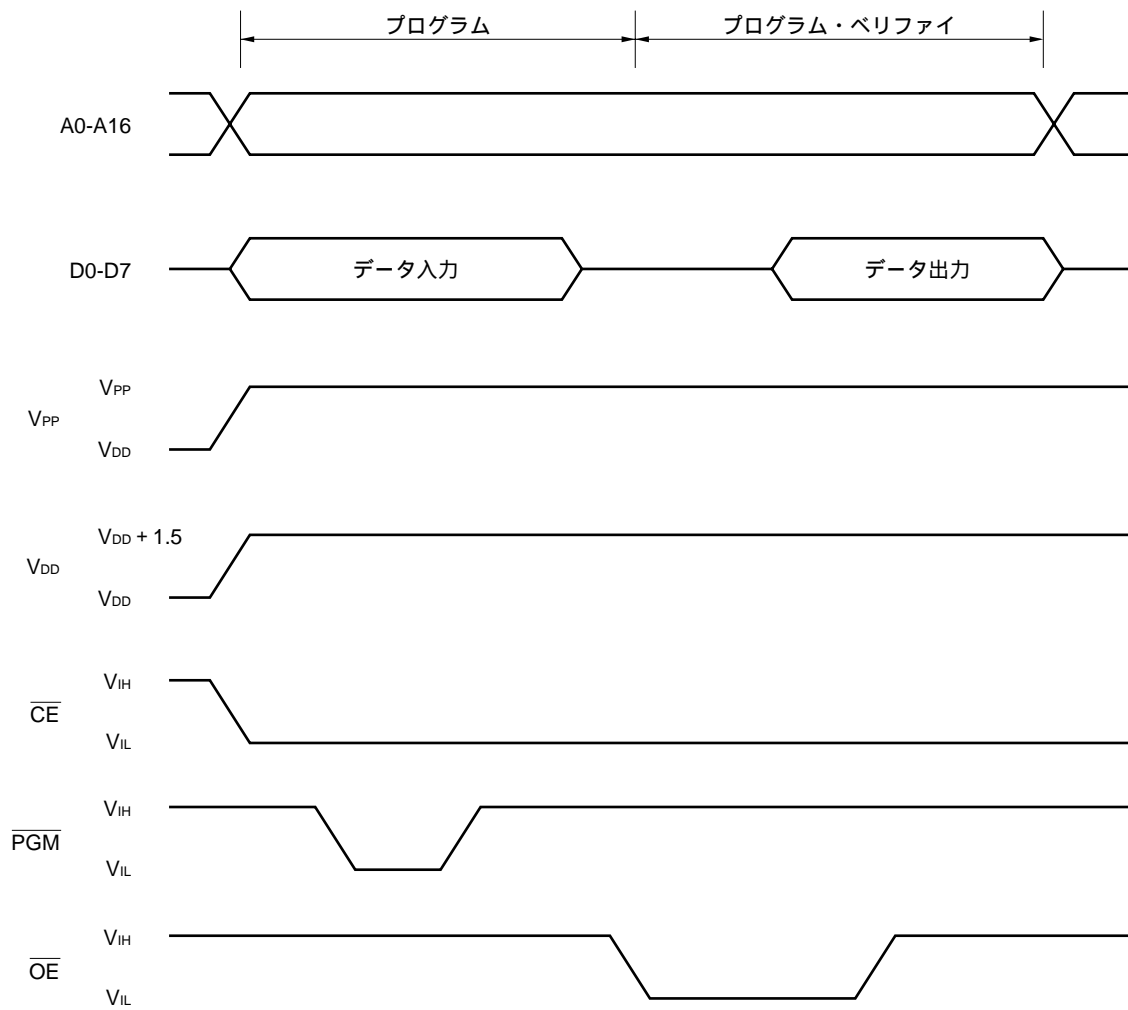 プログラム
プログラム・ベリファイ
A0-A16
D0-D7
データ入力
データ出力
VPP
VPP
VDD
VDD + 1.5
VDD
VDD
VIH
CE
VIL
VIH
PGM
VIL
VIH
OE
VIL